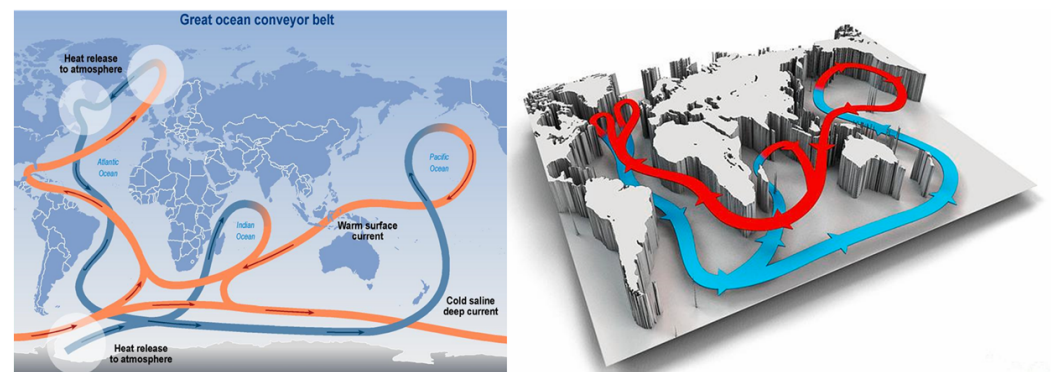 Great ocean conveyor belt
Heat release
to atmosphere
Atlantic
Ocean
Pacific
Ocean
Indian
Ocean
Warm surface
current
Cold saline
deep current
Heat release
to atmosphere